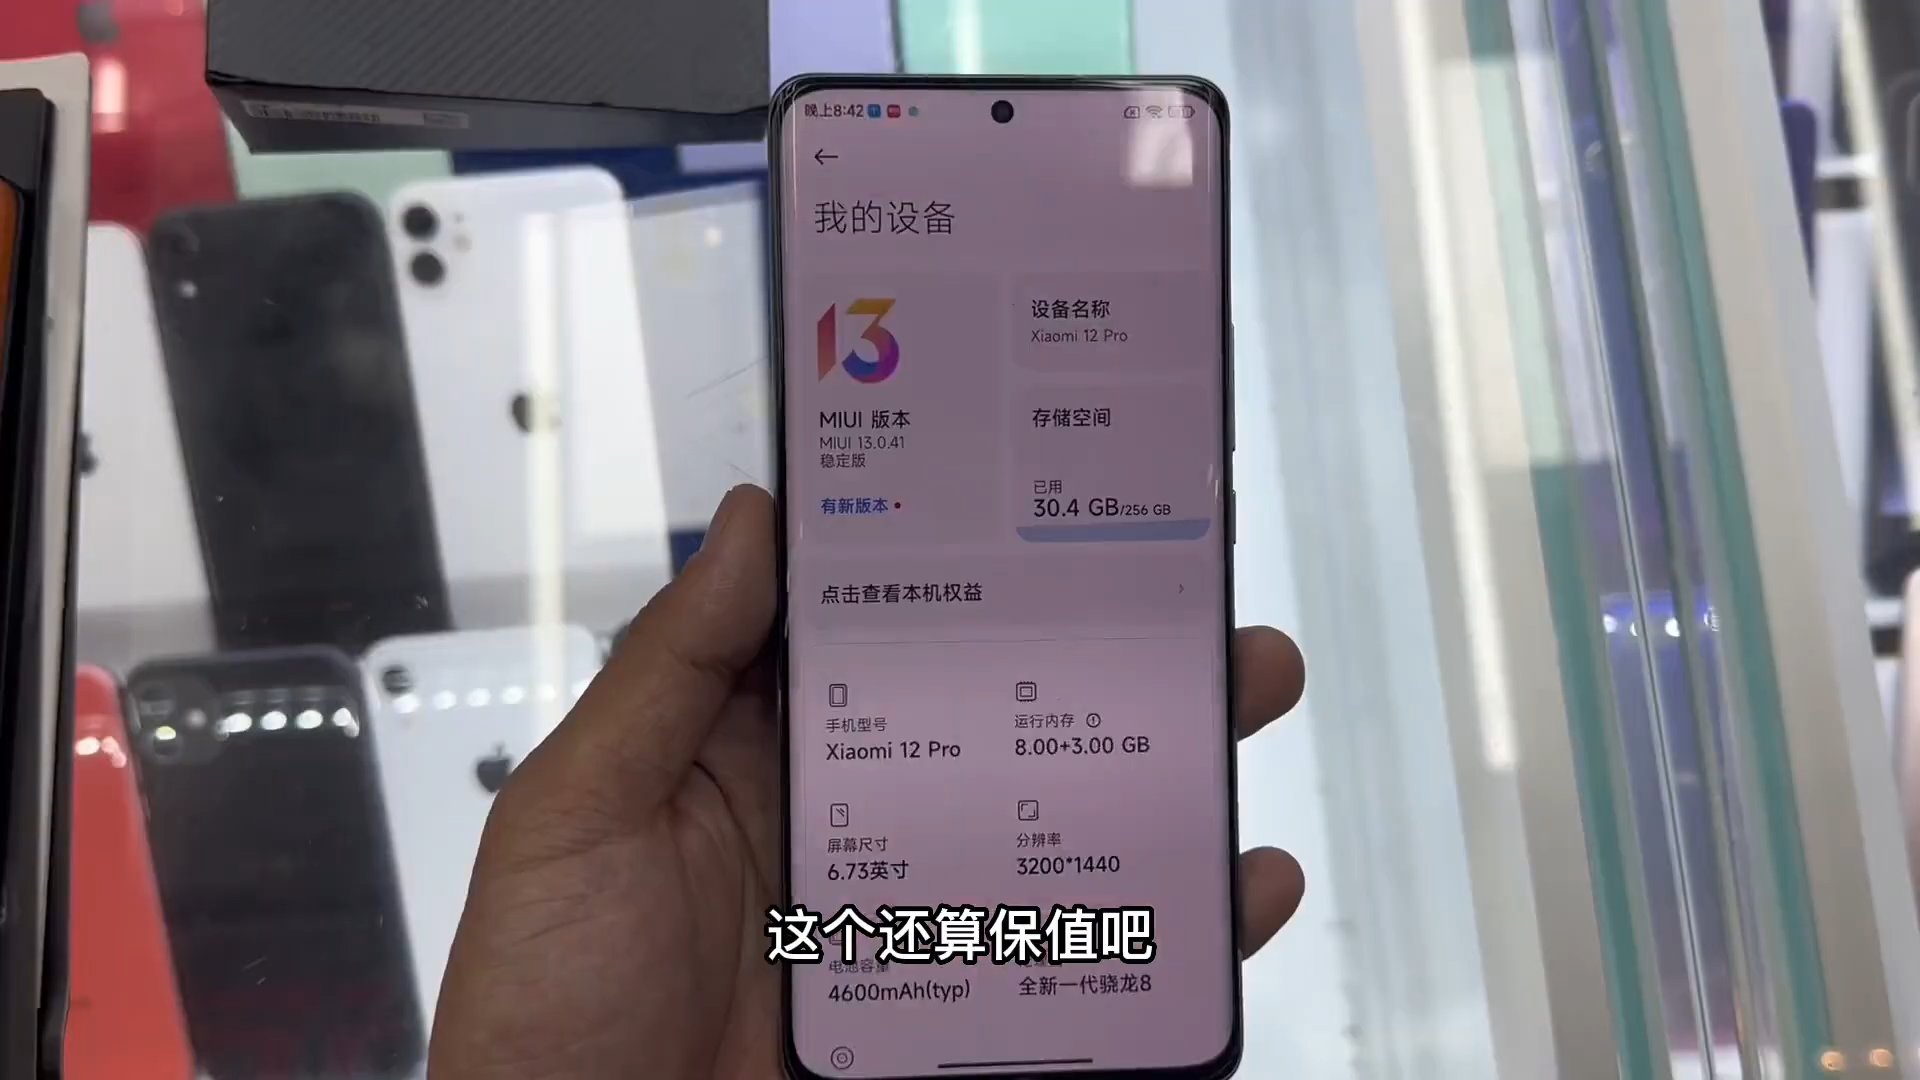 晚上8:42
我的设备
13
MIUI 版本
MIUI 13.0.41
稳定版
有新版本
设备名称
Xiaomi 12 Pro
存储空间
已用
30.4 GB/256 GB
点击查看本机权益
手机型号
Xiaomi 12 Pro
运行内存
8.00+3.00 GB
屏幕尺寸
6.73英寸
分辨率
3200*1440
这个还算保值吧
电池容量
4600mAh(typ)
全新一代骁龙8